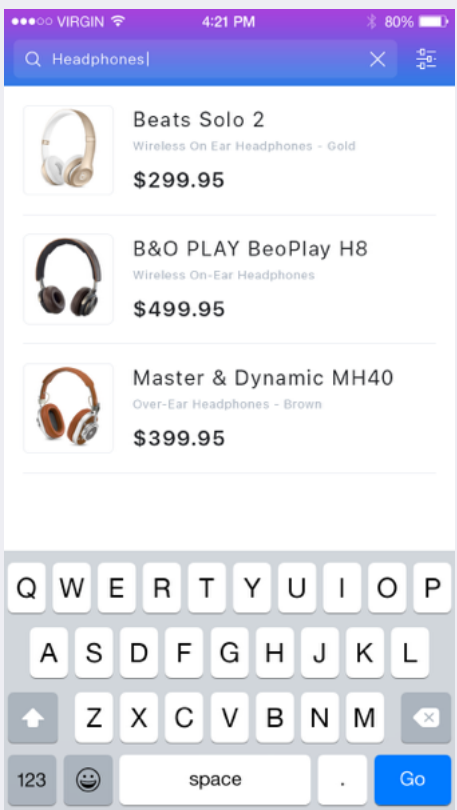 VIRGIN 4:21 PM 80%
Headphones
Beats Solo 2
Wireless On Ear Headphones - Gold
$299.95
B&O PLAY BeoPlay H8
Wireless On-Ear Headphones
$499.95
Master & Dynamic MH40
Over-Ear Headphones - Brown
$399.95
Q W E R T Y U I O P
A S D F G H J K L
Z X C V B N M
123 space . Go